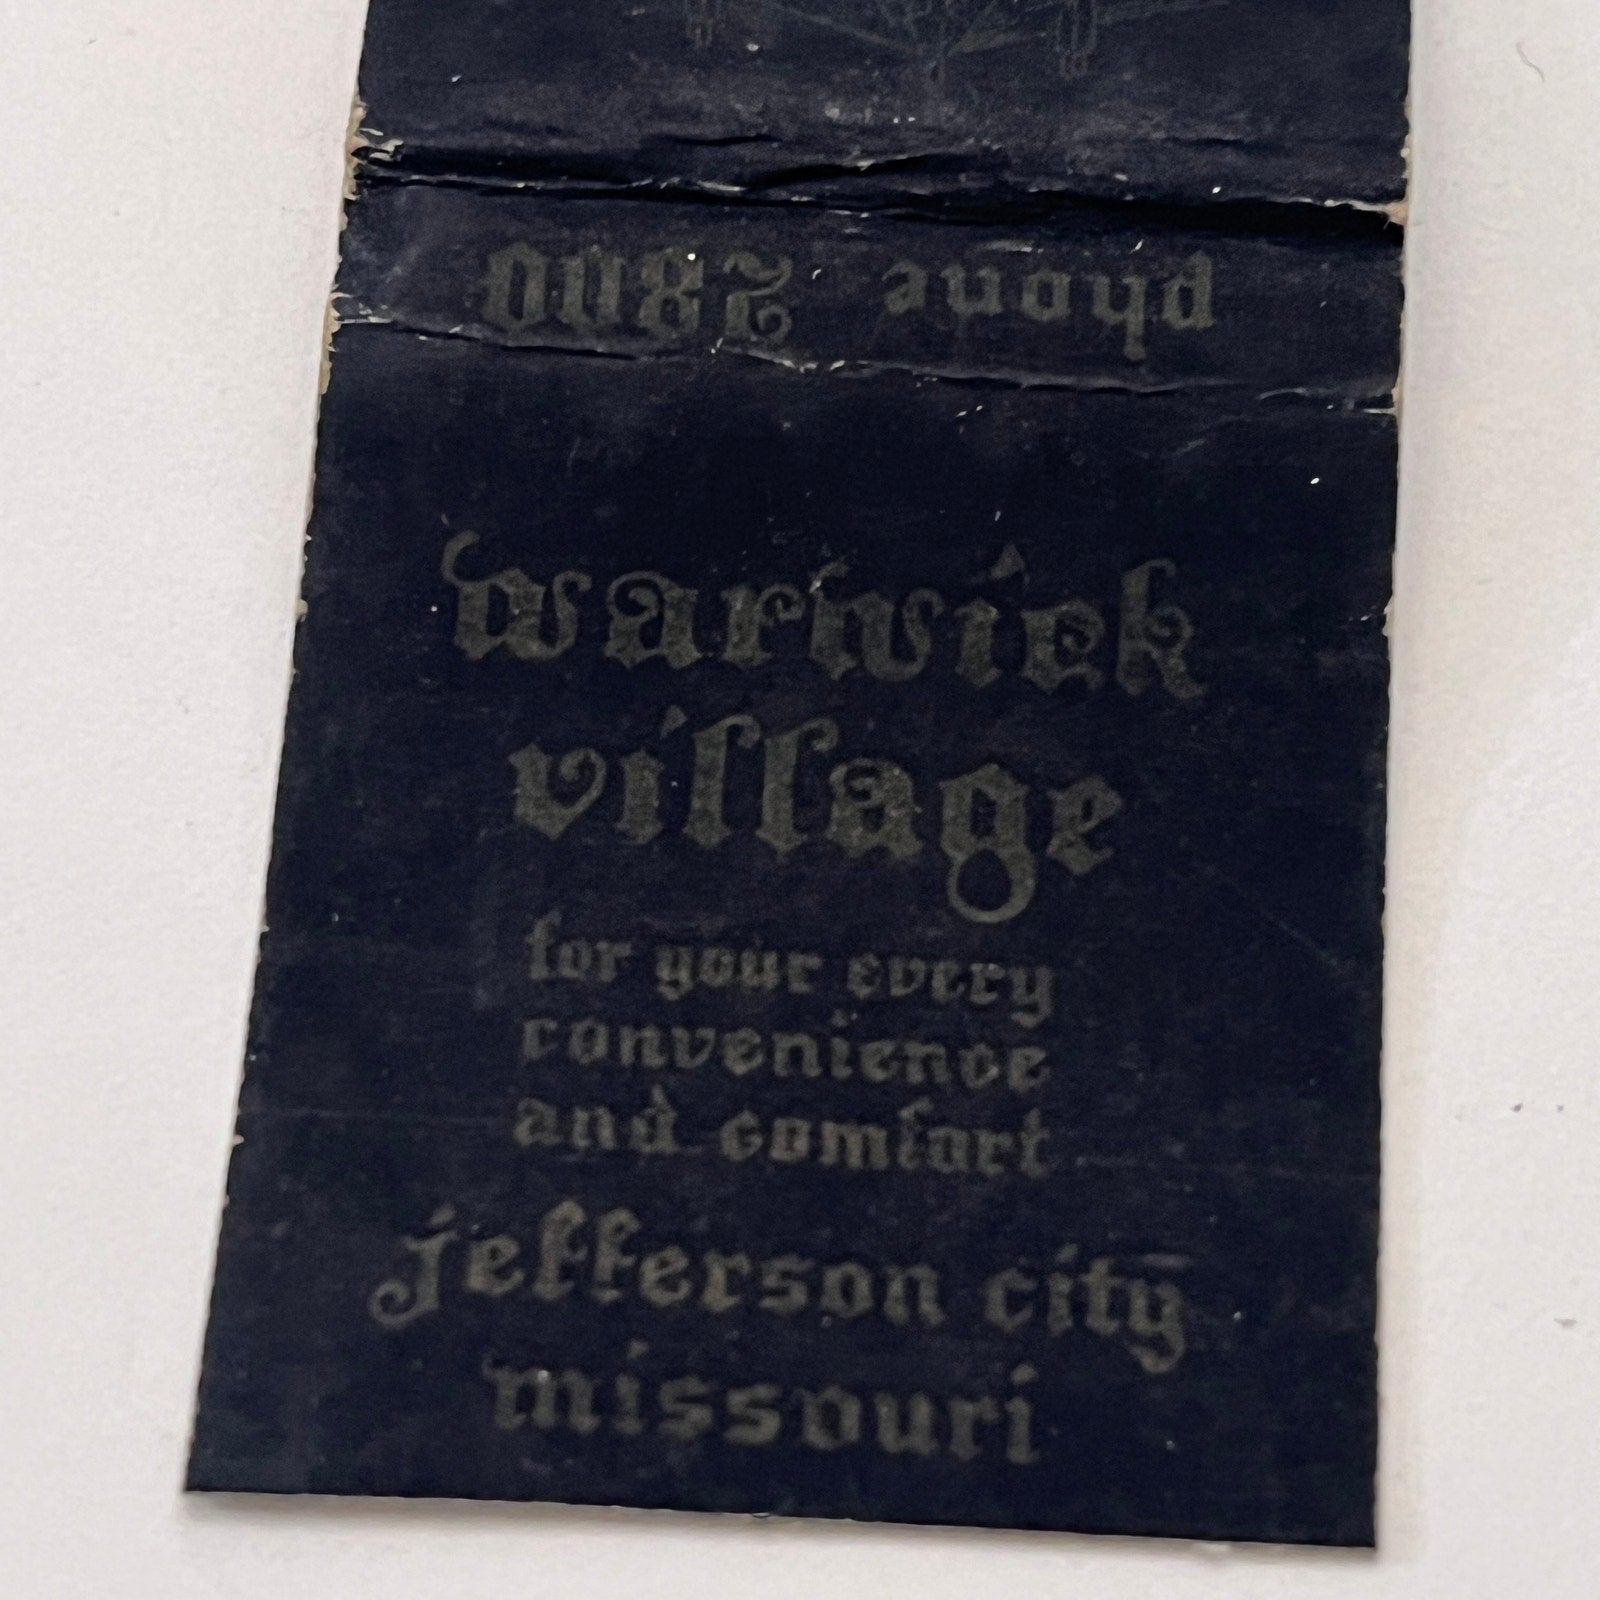 phone 2800
warwick
village
for your every
convenience
and comfort
jefferson city
missouri